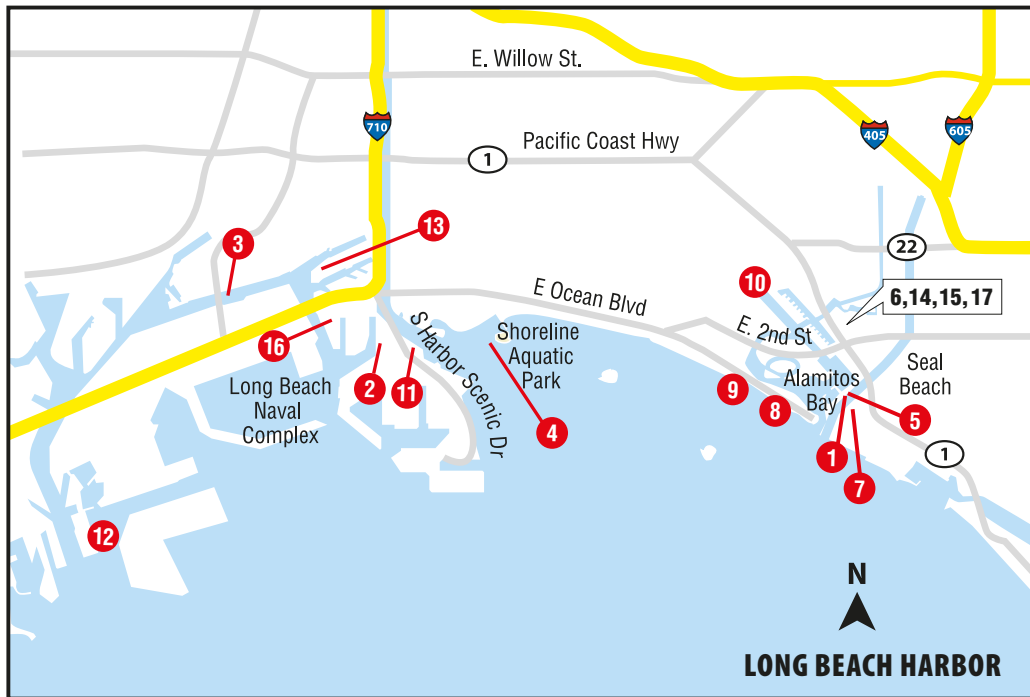 E. Willow St.
710
Pacific Coast Hwy
1
405
605
3
13
22
10
6,14,15,17
E Ocean Blvd
E. 2nd St
S Harbor Scenic Dr
Shoreline
Aquatic
Park
16
Long Beach
Naval
Complex
2
11
4
9
8
Alamitos
Bay
Seal
Beach
5
1
7
1
12
N
LONG BEACH HARBOR